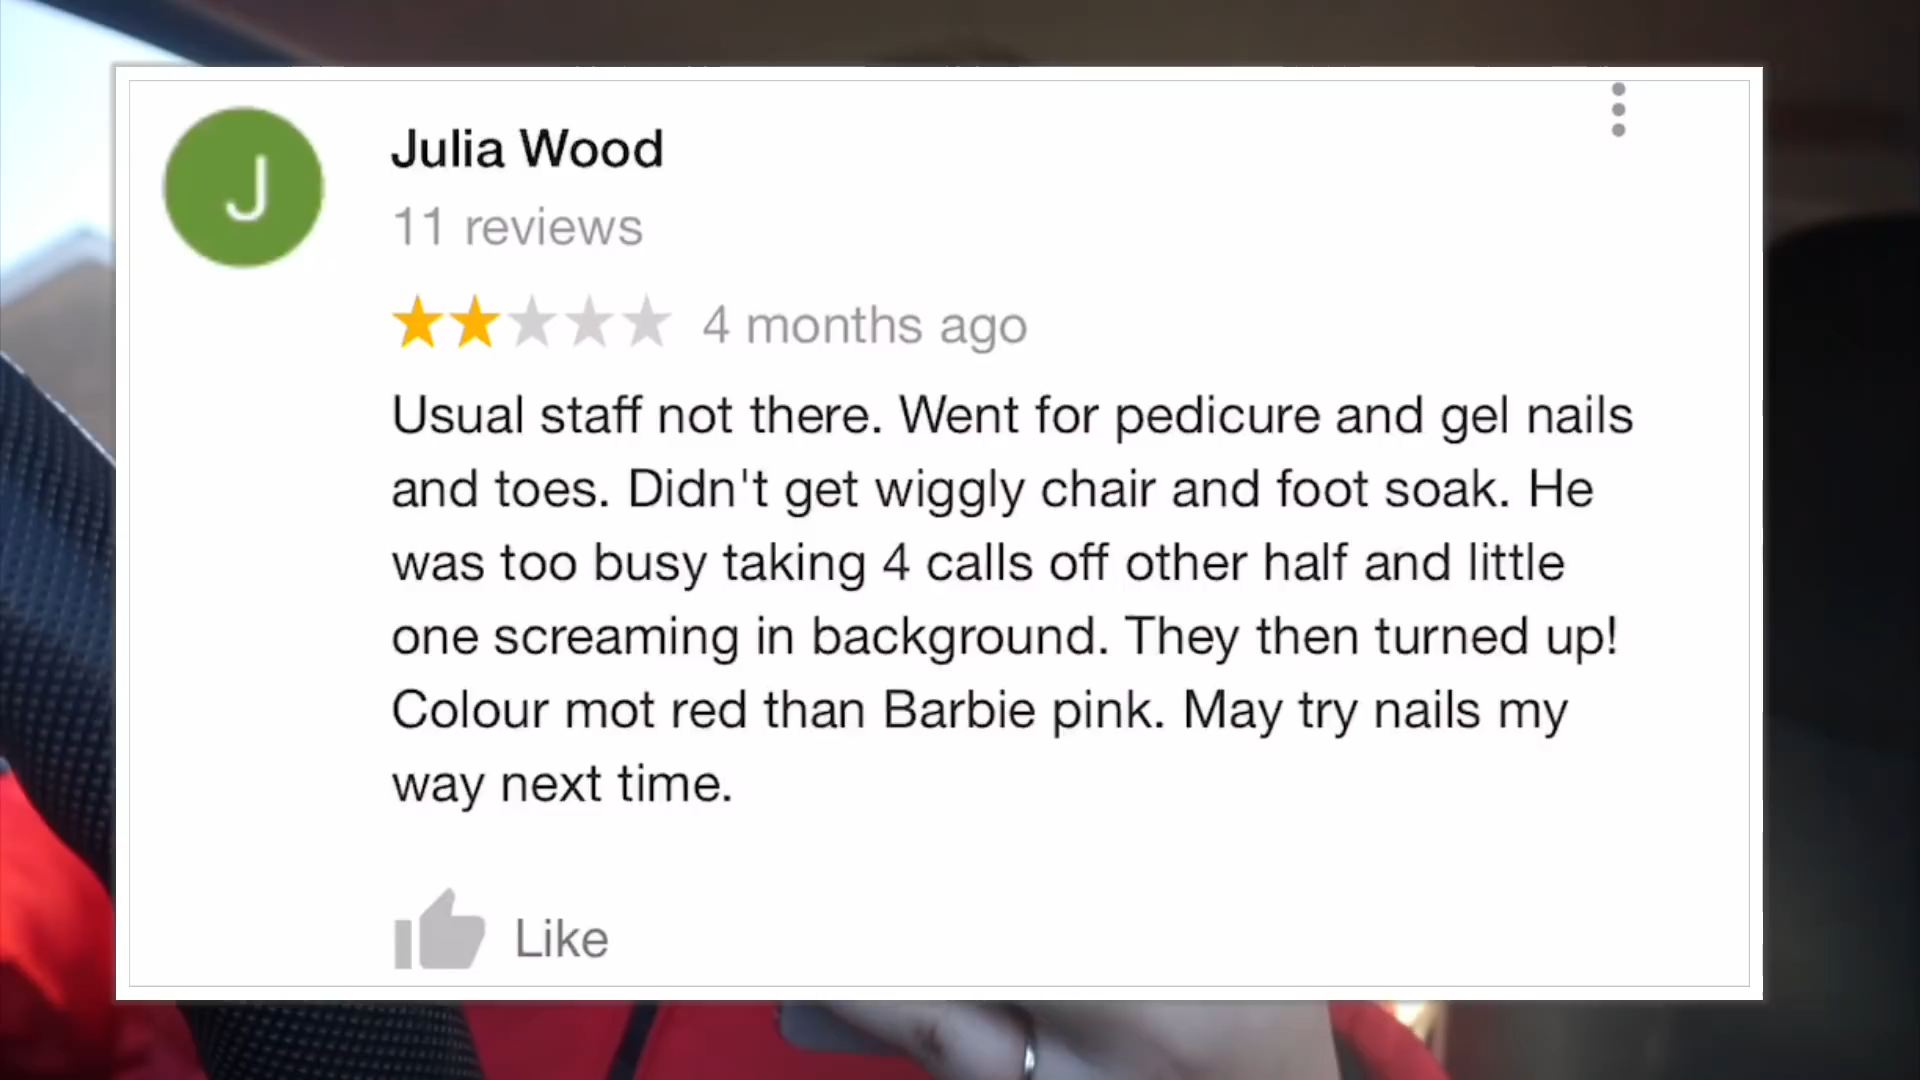 J
Julia Wood
11 reviews
4 months ago
Usual staff not there. Went for pedicure and gel nails
and toes. Didn't get wiggly chair and foot soak. He
was too busy taking 4 calls off other half and little
one screaming in background. They then turned up!
Colour mot red than Barbie pink. May try nails my
way next time.
Like